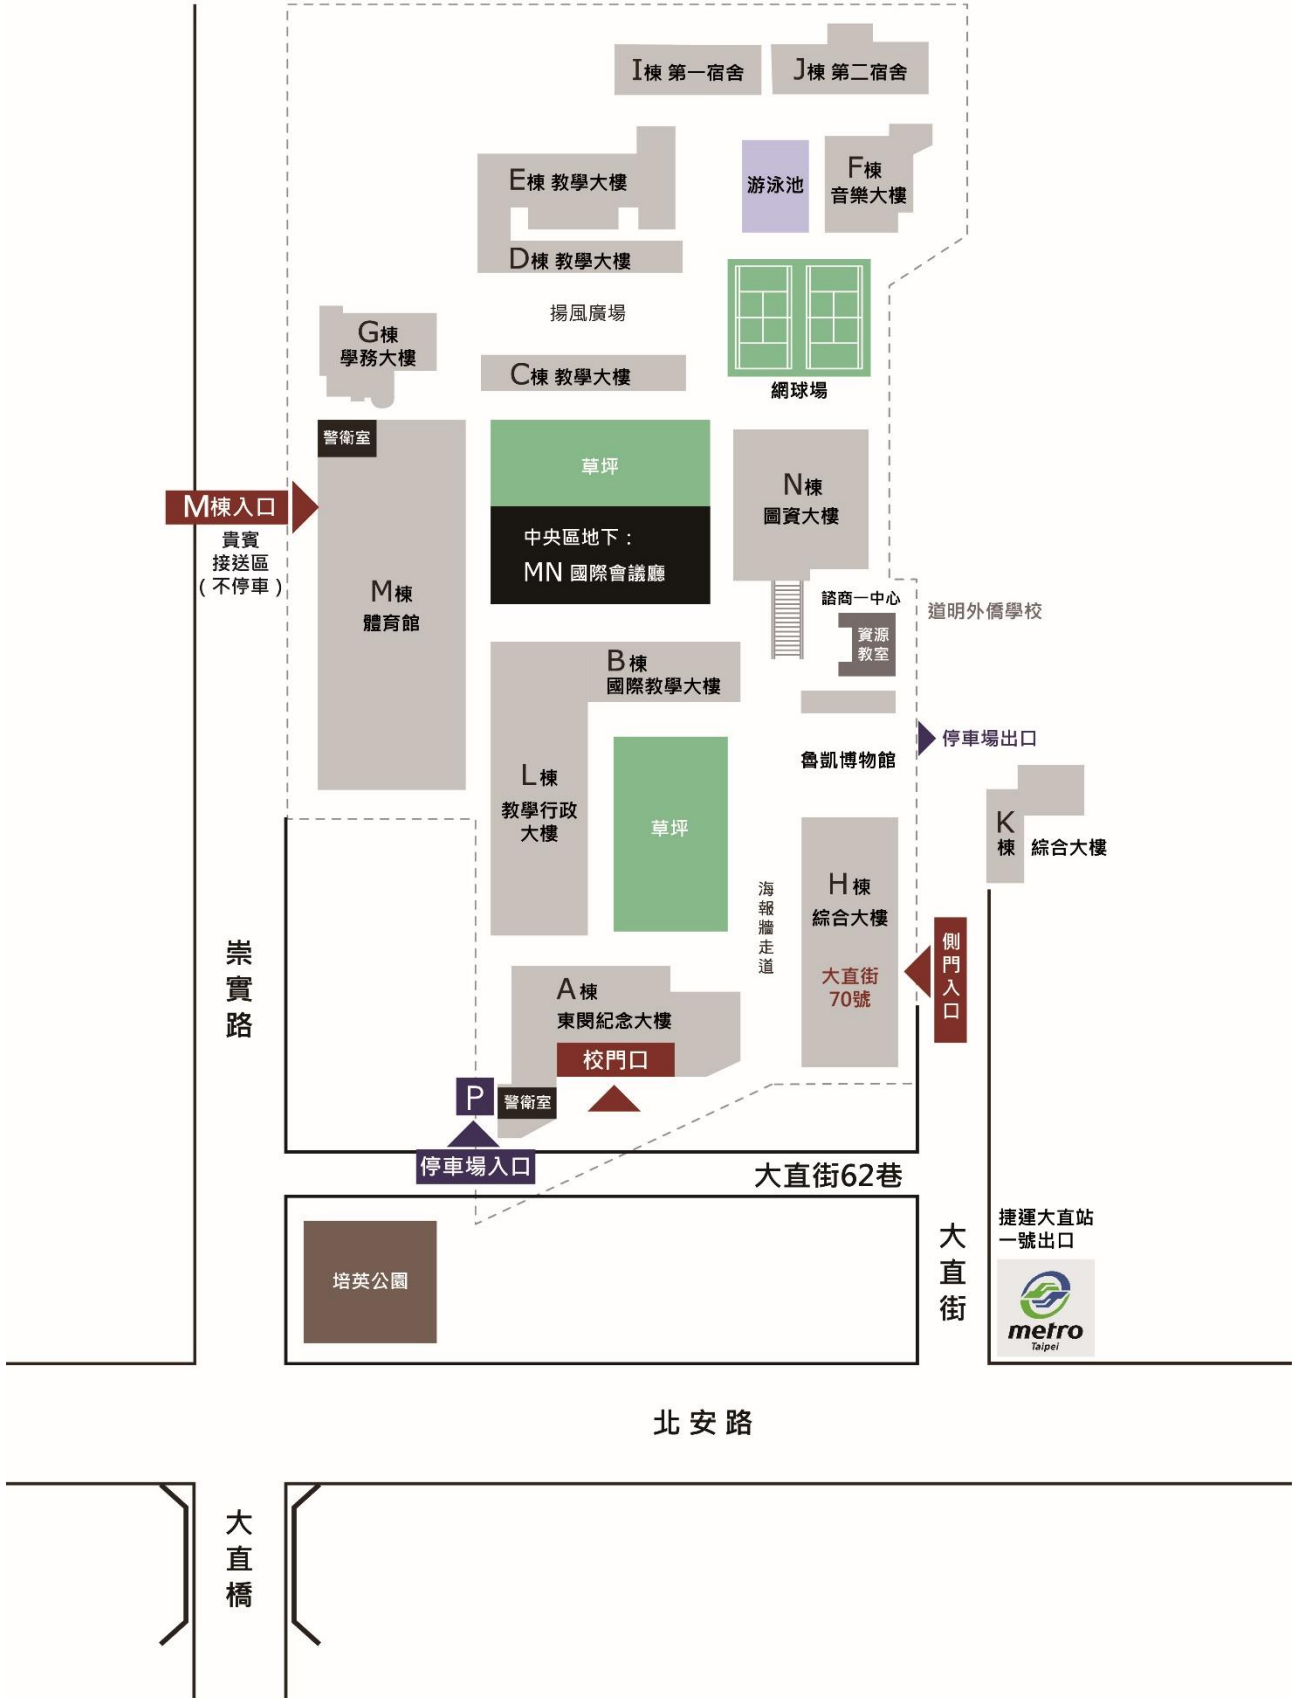 I棟 第一宿舍
J棟 第二宿舍
E棟 教學大樓
游泳池
F棟
音樂大樓
D棟 教學大樓
揚風廣場
G棟
學務大樓
C棟 教學大樓
網球場
警衛室
草坪
N棟
圖資大樓
M棟入口
貴賓
接送區
(不停車)
中央區地下：
MN 國際會議廳
M棟
體育館
諮商一中心
資源
教室
道明外僑學校
B棟
國際教學大樓
停車場出口
魯凱博物館
L棟
教學行政
大樓
草坪
K
棟 綜合大樓
H棟
綜合大樓
海報牆走道
大直街
70號
側門入口
崇實路
A棟
東閔紀念大樓
校門口
P
警衛室
停車場入口
大直街62巷
捷運大直站
一號出口
大直街
培英公園
metro
Taipei
北安路
大直橋